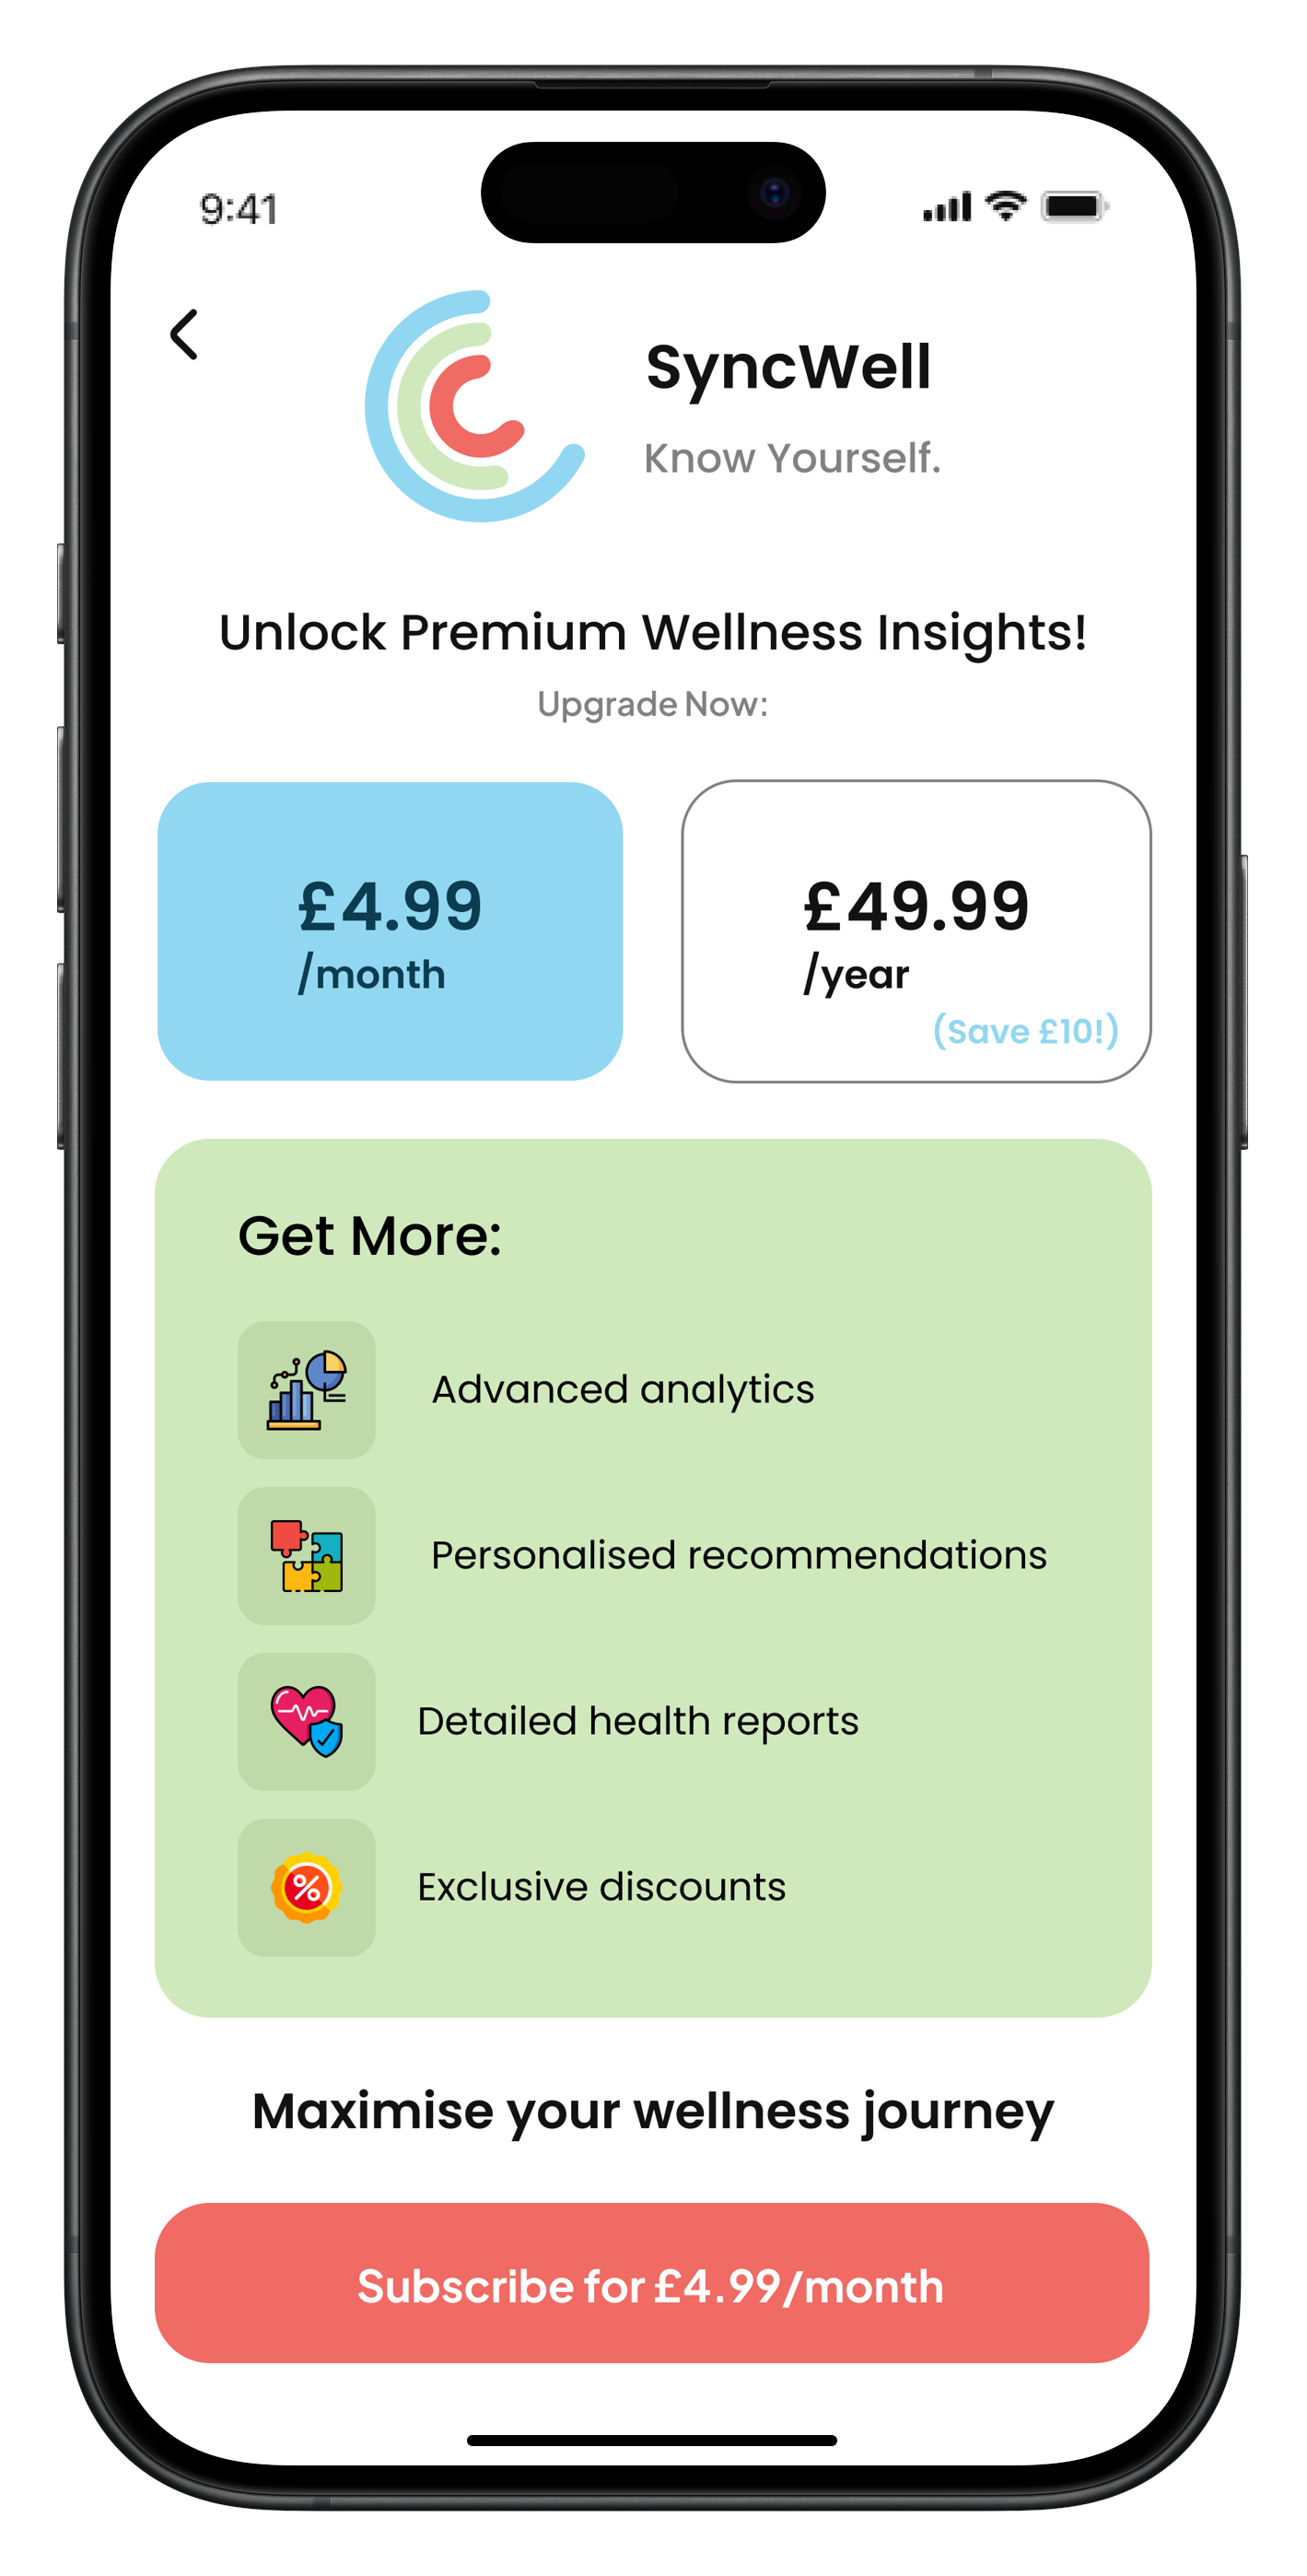 9:41
SyncWell
Know Yourself.
Unlock Premium Wellness Insights!
Upgrade Now:
£4.99
/month
£49.99
/year
(Save £10!)
Get More:
Advanced analytics
Personalised recommendations
Detailed health reports
%
Exclusive discounts
Maximise your wellness journey
Subscribe for £4.99/month